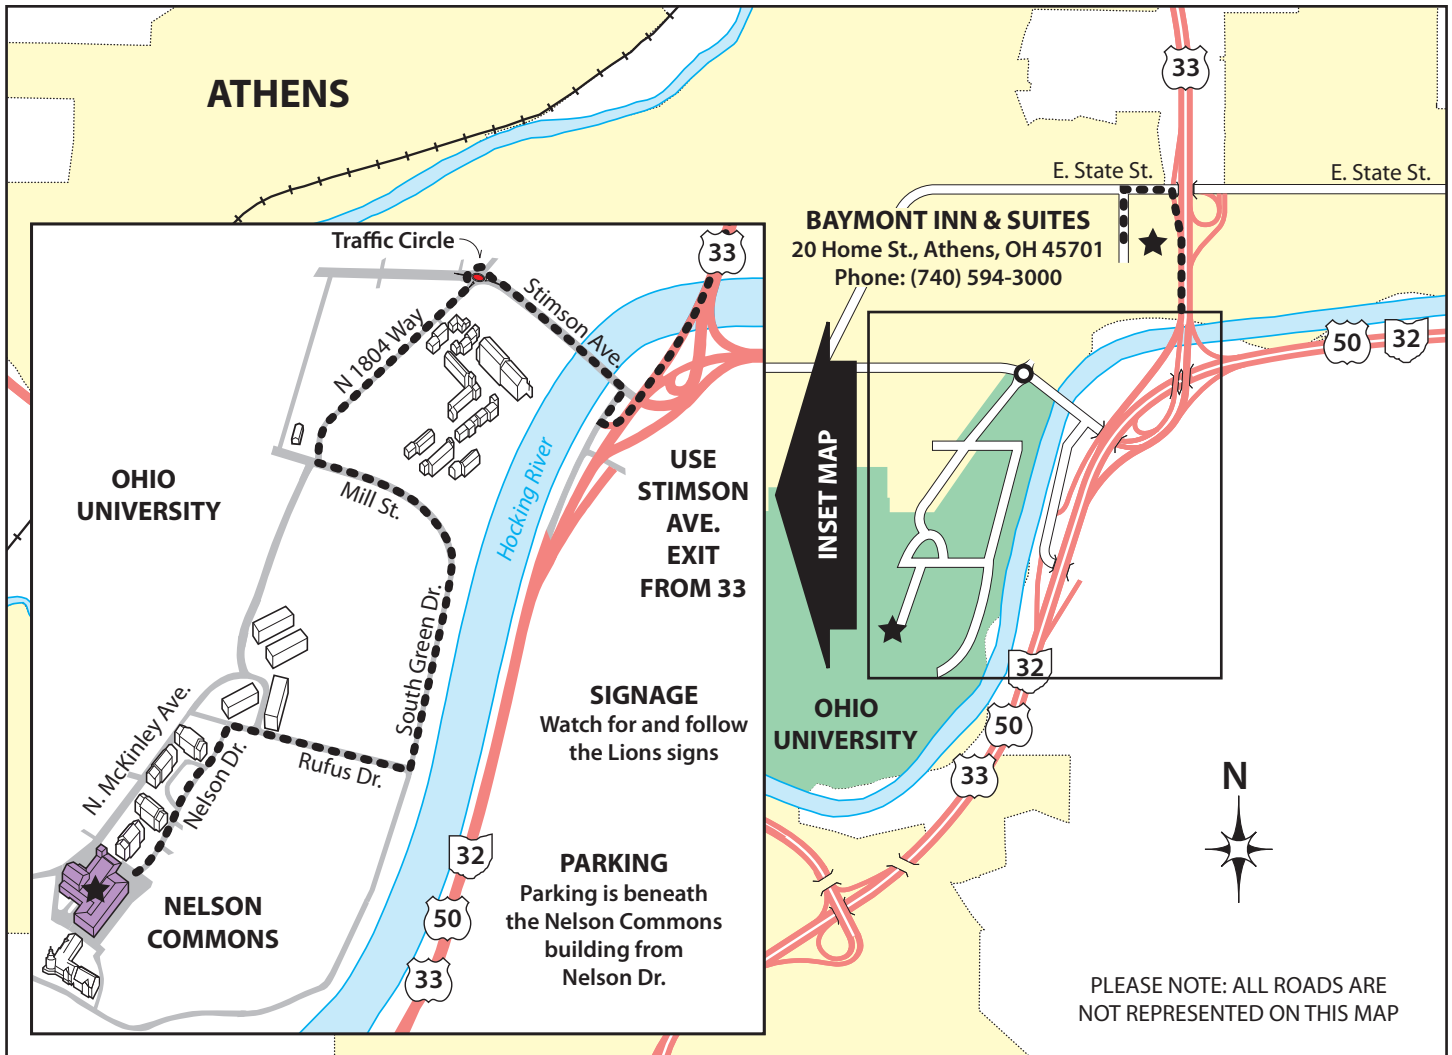 ATHENS
33
E. State St.
E. State St.
BAYMONT INN & SUITES
20 Home St., Athens, OH 45701
Phone: (740) 594-3000
50
32
INSET MAP
OHIO
UNIVERSITY
32
50
33
N
PLEASE NOTE: ALL ROADS ARE
NOT REPRESENTED ON THIS MAP
Traffic Circle
33
Stimson Ave.
N 1804 Way
Hocking River
OHIO
UNIVERSITY
Mill St.
USE
STIMSON
AVE.
EXIT
FROM 33
South Green Dr.
SIGNAGE
Watch for and follow
the Lions signs
N. McKinley Ave.
Nelson Dr.
Rufus Dr.
NELSON
COMMONS
32
50
33
PARKING
Parking is beneath
the Nelson Commons
building from
Nelson Dr.